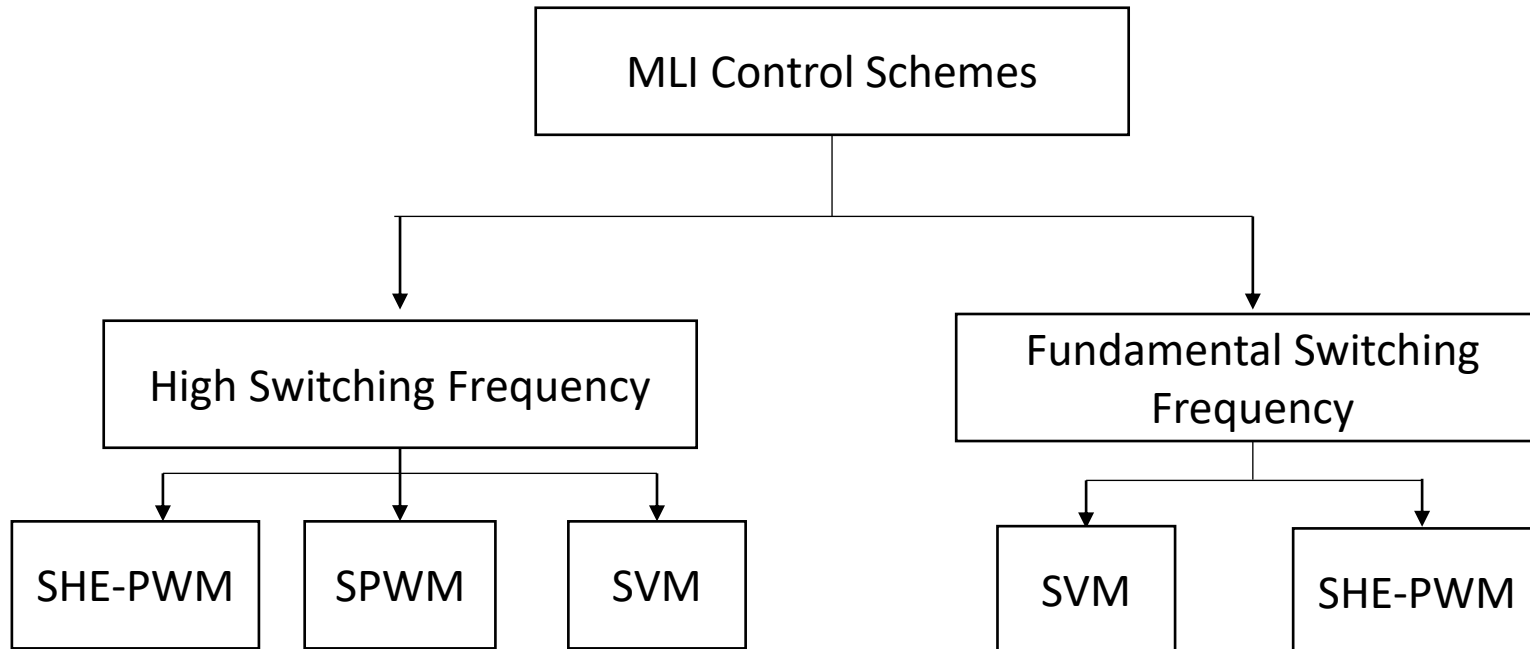 MLI Control Schemes
High Switching Frequency
Fundamental Switching
Frequency
SHE-PWM
SPWM
SVM
SVM
SHE-PWM